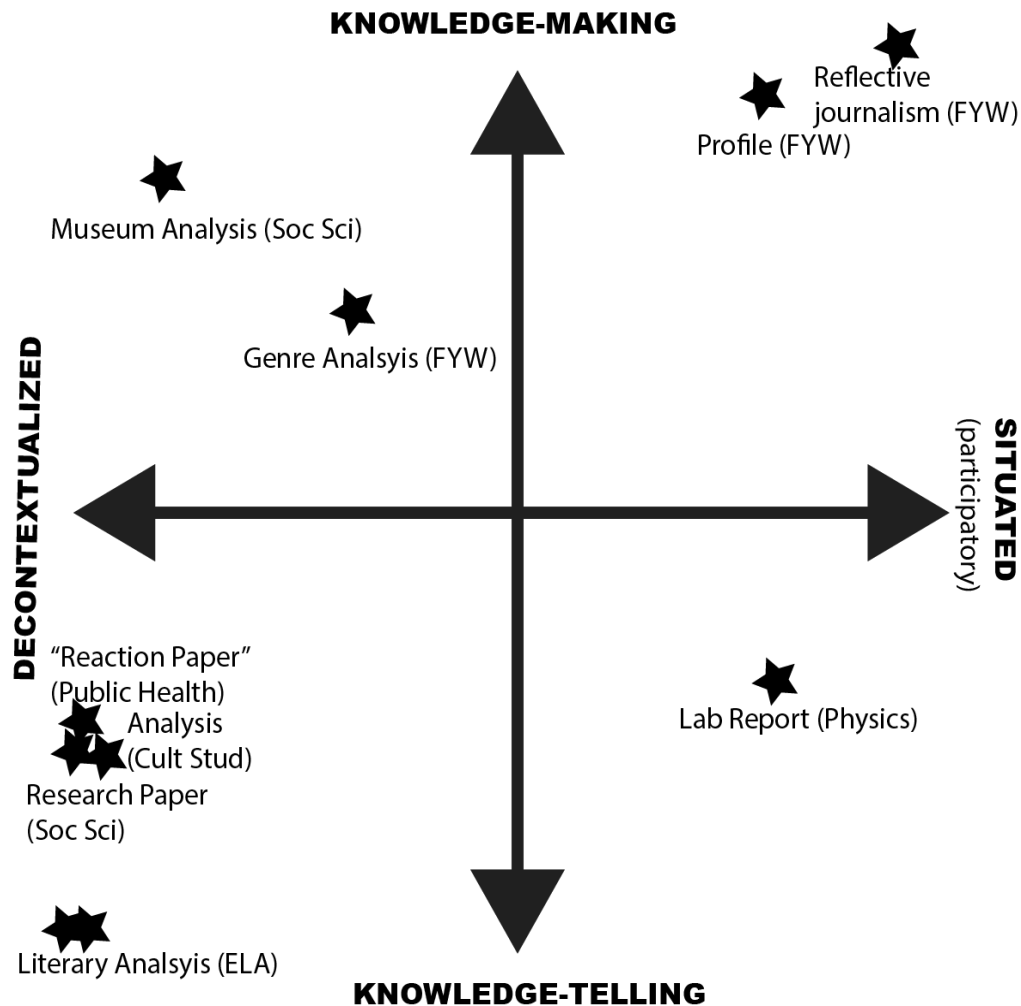 KNOWLEDGE-MAKING
Reflective
journalism (FYW)
Profile (FYW)
Museum Analysis (Soc Sci)
Genre Analsyis (FYW)
DECONTEXTUALIZED
SITUATED
(participatory)
“Reaction Paper”
(Public Health)
Analysis
(Cult Stud)
Research Paper
(Soc Sci)
Lab Report (Physics)
Literary Analsyis (ELA)
KNOWLEDGE-TELLING